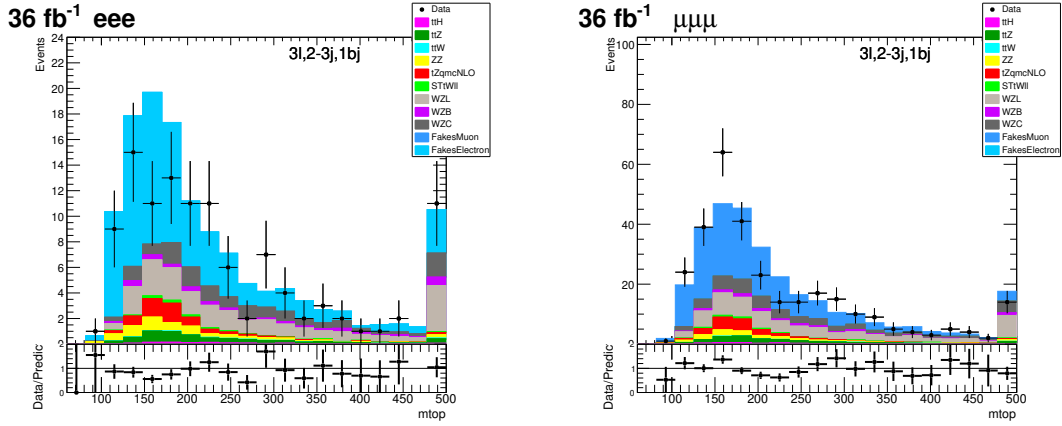 36 fb-1 eee
Events
24
22
20
18
16
14
12
10
8
6
4
2
3l,2-3j,1bj
Data
ttH
ttZ
ttW
ZZ
tZqmcNLO
STtWll
WZL
WZB
WZC
FakesMuon
FakesElectron
Data/Predic
2
1
0
100 150 200 250 300 350 400 450 500
mtop
36 fb-1 μμμ
Events
100
80
60
40
20
3l,2-3j,1bj
Data
ttH
ttZ
ttW
ZZ
tZqmcNLO
STtWll
WZL
WZB
WZC
FakesMuon
FakesElectron
Data/Predic
2
1
0
100 150 200 250 300 350 400 450 500
mtop